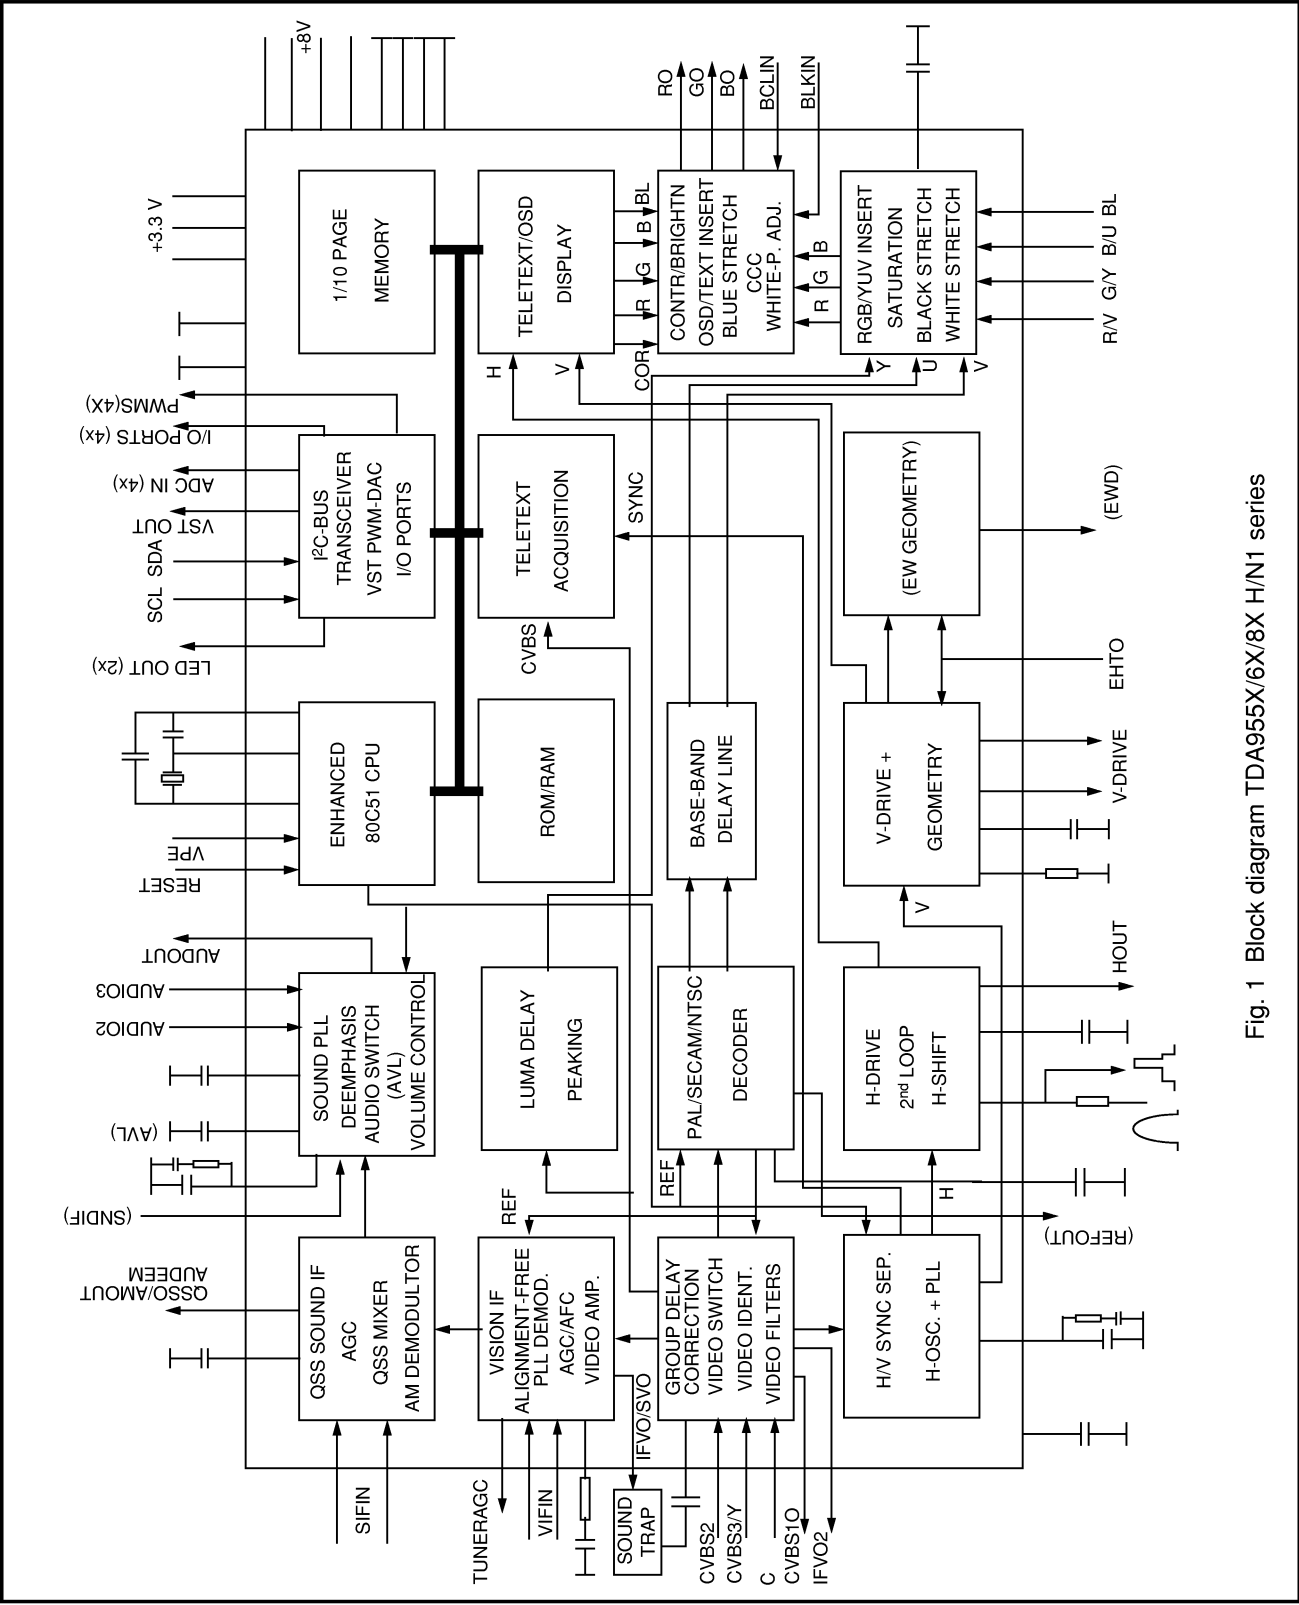 +8V
+3.3 V
PWMS(4X)
I/O PORTS (4x)
ADC IN (4x)
VST OUT
SDA
SCL
LED OUT (2x)
VPE
RESET
AUDOUT
AUDIO3
AUDIO2
(AVL)
(SNDIF)
AUDEEM
QSSO/AMOUT
QSS SOUND IF
AGC
QSS MIXER
AM DEMODULTOR
SOUND PLL
DEEMPHASIS
AUDIO SWITCH
(AVL)
VOLUME CONTROL
ENHANCED
80C51 CPU
I²C-BUS
TRANSCEIVER
VST PWM-DAC
I/O PORTS
1/10 PAGE
MEMORY
SIFIN
TUNERAGC
VIFIN
VISION IF
ALIGNMENT-FREE
PLL DEMOD.
AGC/AFC
VIDEO AMP.
REF
LUMA DELAY
PEAKING
ROM/RAM
CVBS
TELETEXT
ACQUISITION
SYNC
H
V
TELETEXT/OSD
DISPLAY
COR
R
G
B
BL
IFVO/SVO
SOUND
TRAP
CVBS2
CVBS3/Y
C
CVBS1O
IFVO2
GROUP DELAY
CORRECTION
VIDEO SWITCH
VIDEO IDENT.
VIDEO FILTERS
REF
PAL/SECAM/NTSC
DECODER
BASE-BAND
DELAY LINE
CONTR/BRIGHTN
OSD/TEXT INSERT
BLUE STRETCH
CCC
WHITE-P. ADJ.
RO
GO
BO
BCLIN
BLKIN
R
G
B
Y
U
V
RGB/YUV INSERT
SATURATION
BLACK STRETCH
WHITE STRETCH
H/V SYNC SEP.
H-OSC. + PLL
H
H-DRIVE
2nd LOOP
H-SHIFT
V
V-DRIVE +
GEOMETRY
(EW GEOMETRY)
(REFOUT)
HOUT
V-DRIVE
EHTO
(EWD)
R/V
G/Y
B/U
BL
Fig. 1 Block diagram TDA955X/6X/8X H/N1 series